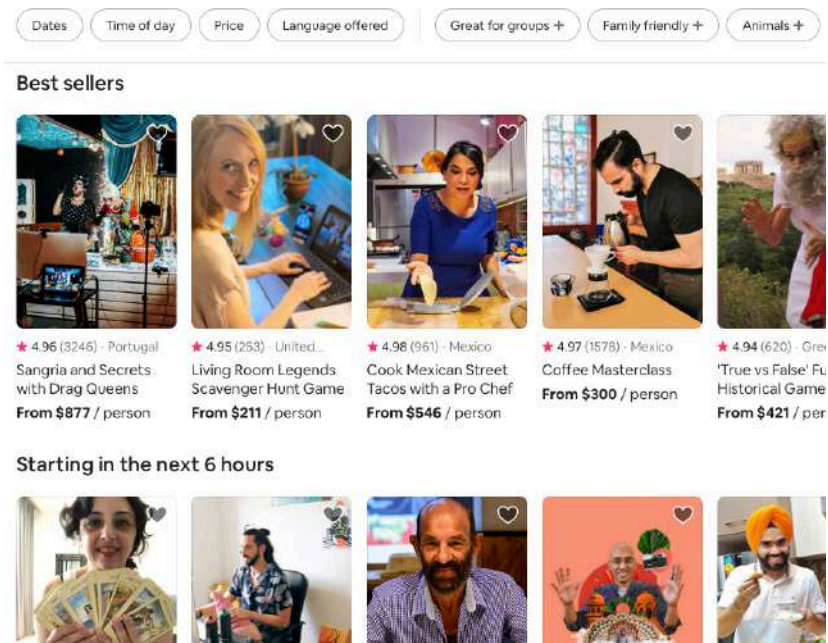 Dates
Time of day
Price
Language offered
Great for groups +
Family friendly +
Animals +
Best sellers
★ 4.96 (3246) · Portugal
Sangria and Secrets
with Drag Queens
From $877 / person
★ 4.95 (253) · United...
Living Room Legends
Scavenger Hunt Game
From $211 / person
★ 4.98 (961) · Mexico
Cook Mexican Street
Tacos with a Pro Chef
From $546 / person
★ 4.97 (1578) · Mexico
Coffee Masterclass
From $300 / person
★ 4.94 (620) · Gree
'True vs False' Fu
Historical Game
From $421 / per
Starting in the next 6 hours